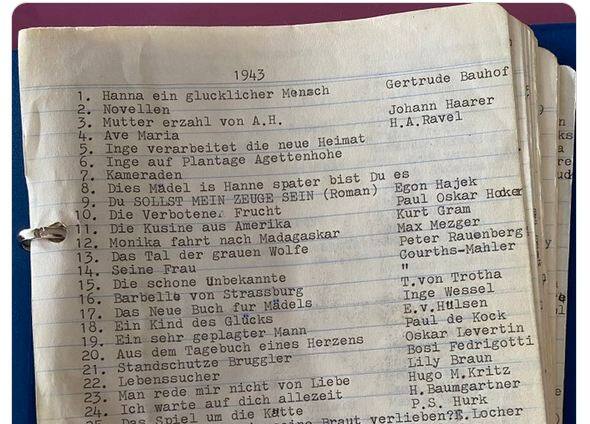 1943
1. Hanna ein glucklicher Mensch Gertrude Bauhof
2. Novellen
3. Mutter erzahl von A.H. Johann Haarer
4. Ave Maria H.A.Ravel
5. Inge verarbeitet die neue Heimat
6. Inge auf Plantage Agettenhohe
7. Kameraden
8. Dies Mädel is Hanne spater bist Du es
9. Du SOLLST MEIN ZEUGE SEIN (Roman) Egon Hajek
10. Die Verbotene Frucht Paul Oskar Hocker
11. Die Kusine aus Amerika Kurt Gram
12. Monika fahrt nach Madagaskar Max Mezger
13. Das Tal der grauen Wolfe Peter Rauenberg
14. Seine Frau Courths-Mahler
15. Die schone Unbekannte "
16. Barbelle von Strassburg T.von Trotha
17. Das Neue Buch fur Mädels Inge Wessel
18. Ein Kind des Glücks E.v.Hülsen
19. Ein sehr geplagter Mann Paul de Kock
20. Aus dem Tagebuch eines Herzens Oskar Levertin
21. Standschutze Bruggler Bosi Fedrigotti
22. Lebenssucher Lily Braun
23. Man rede mir nicht von Liebe Hugo M.Kritz
24. Ich warte auf dich allezeit H.Baumgartner
25. Das Spiel um die Katte P.S. Hurk
Braut verlieben? E.Locher